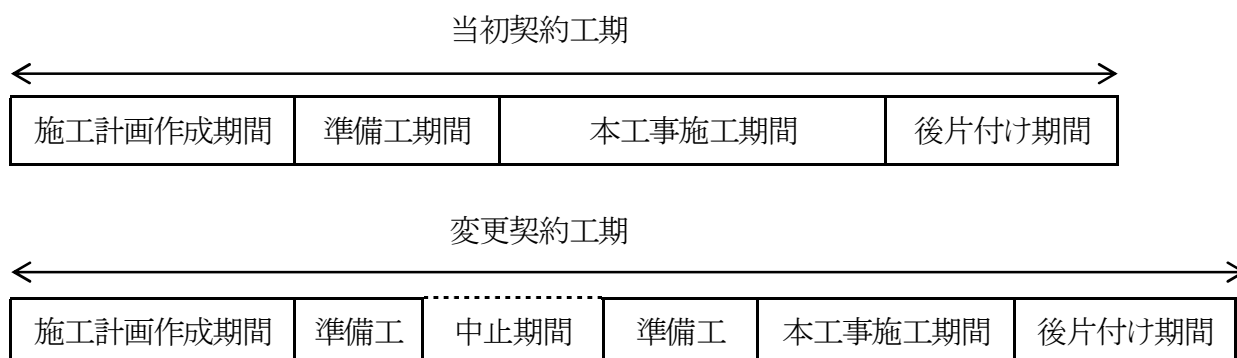 当初契約工期
施工計画作成期間 準備工期間 本工事施工期間 後片付け期間
変更契約工期
施工計画作成期間 準備工 中止期間 準備工 本工事施工期間 後片付け期間